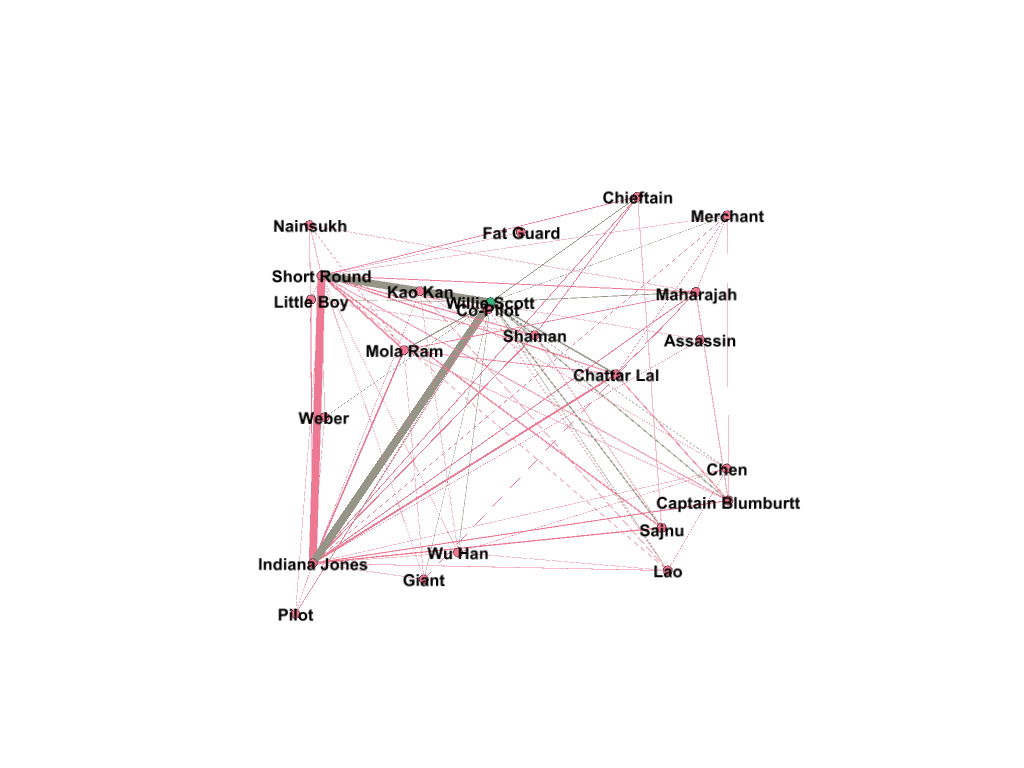 Chieftain
Merchant
Nainsukh
Fat Guard
Short Round
Kao Kan
Maharajah
Little Boy
Willie Scott
Co-Pilot
Shaman
Assassin
Mola Ram
Chattar Lal
Weber
Chen
Captain Blumburtt
Sajnu
Wu Han
Indiana Jones
Lao
Giant
Pilot